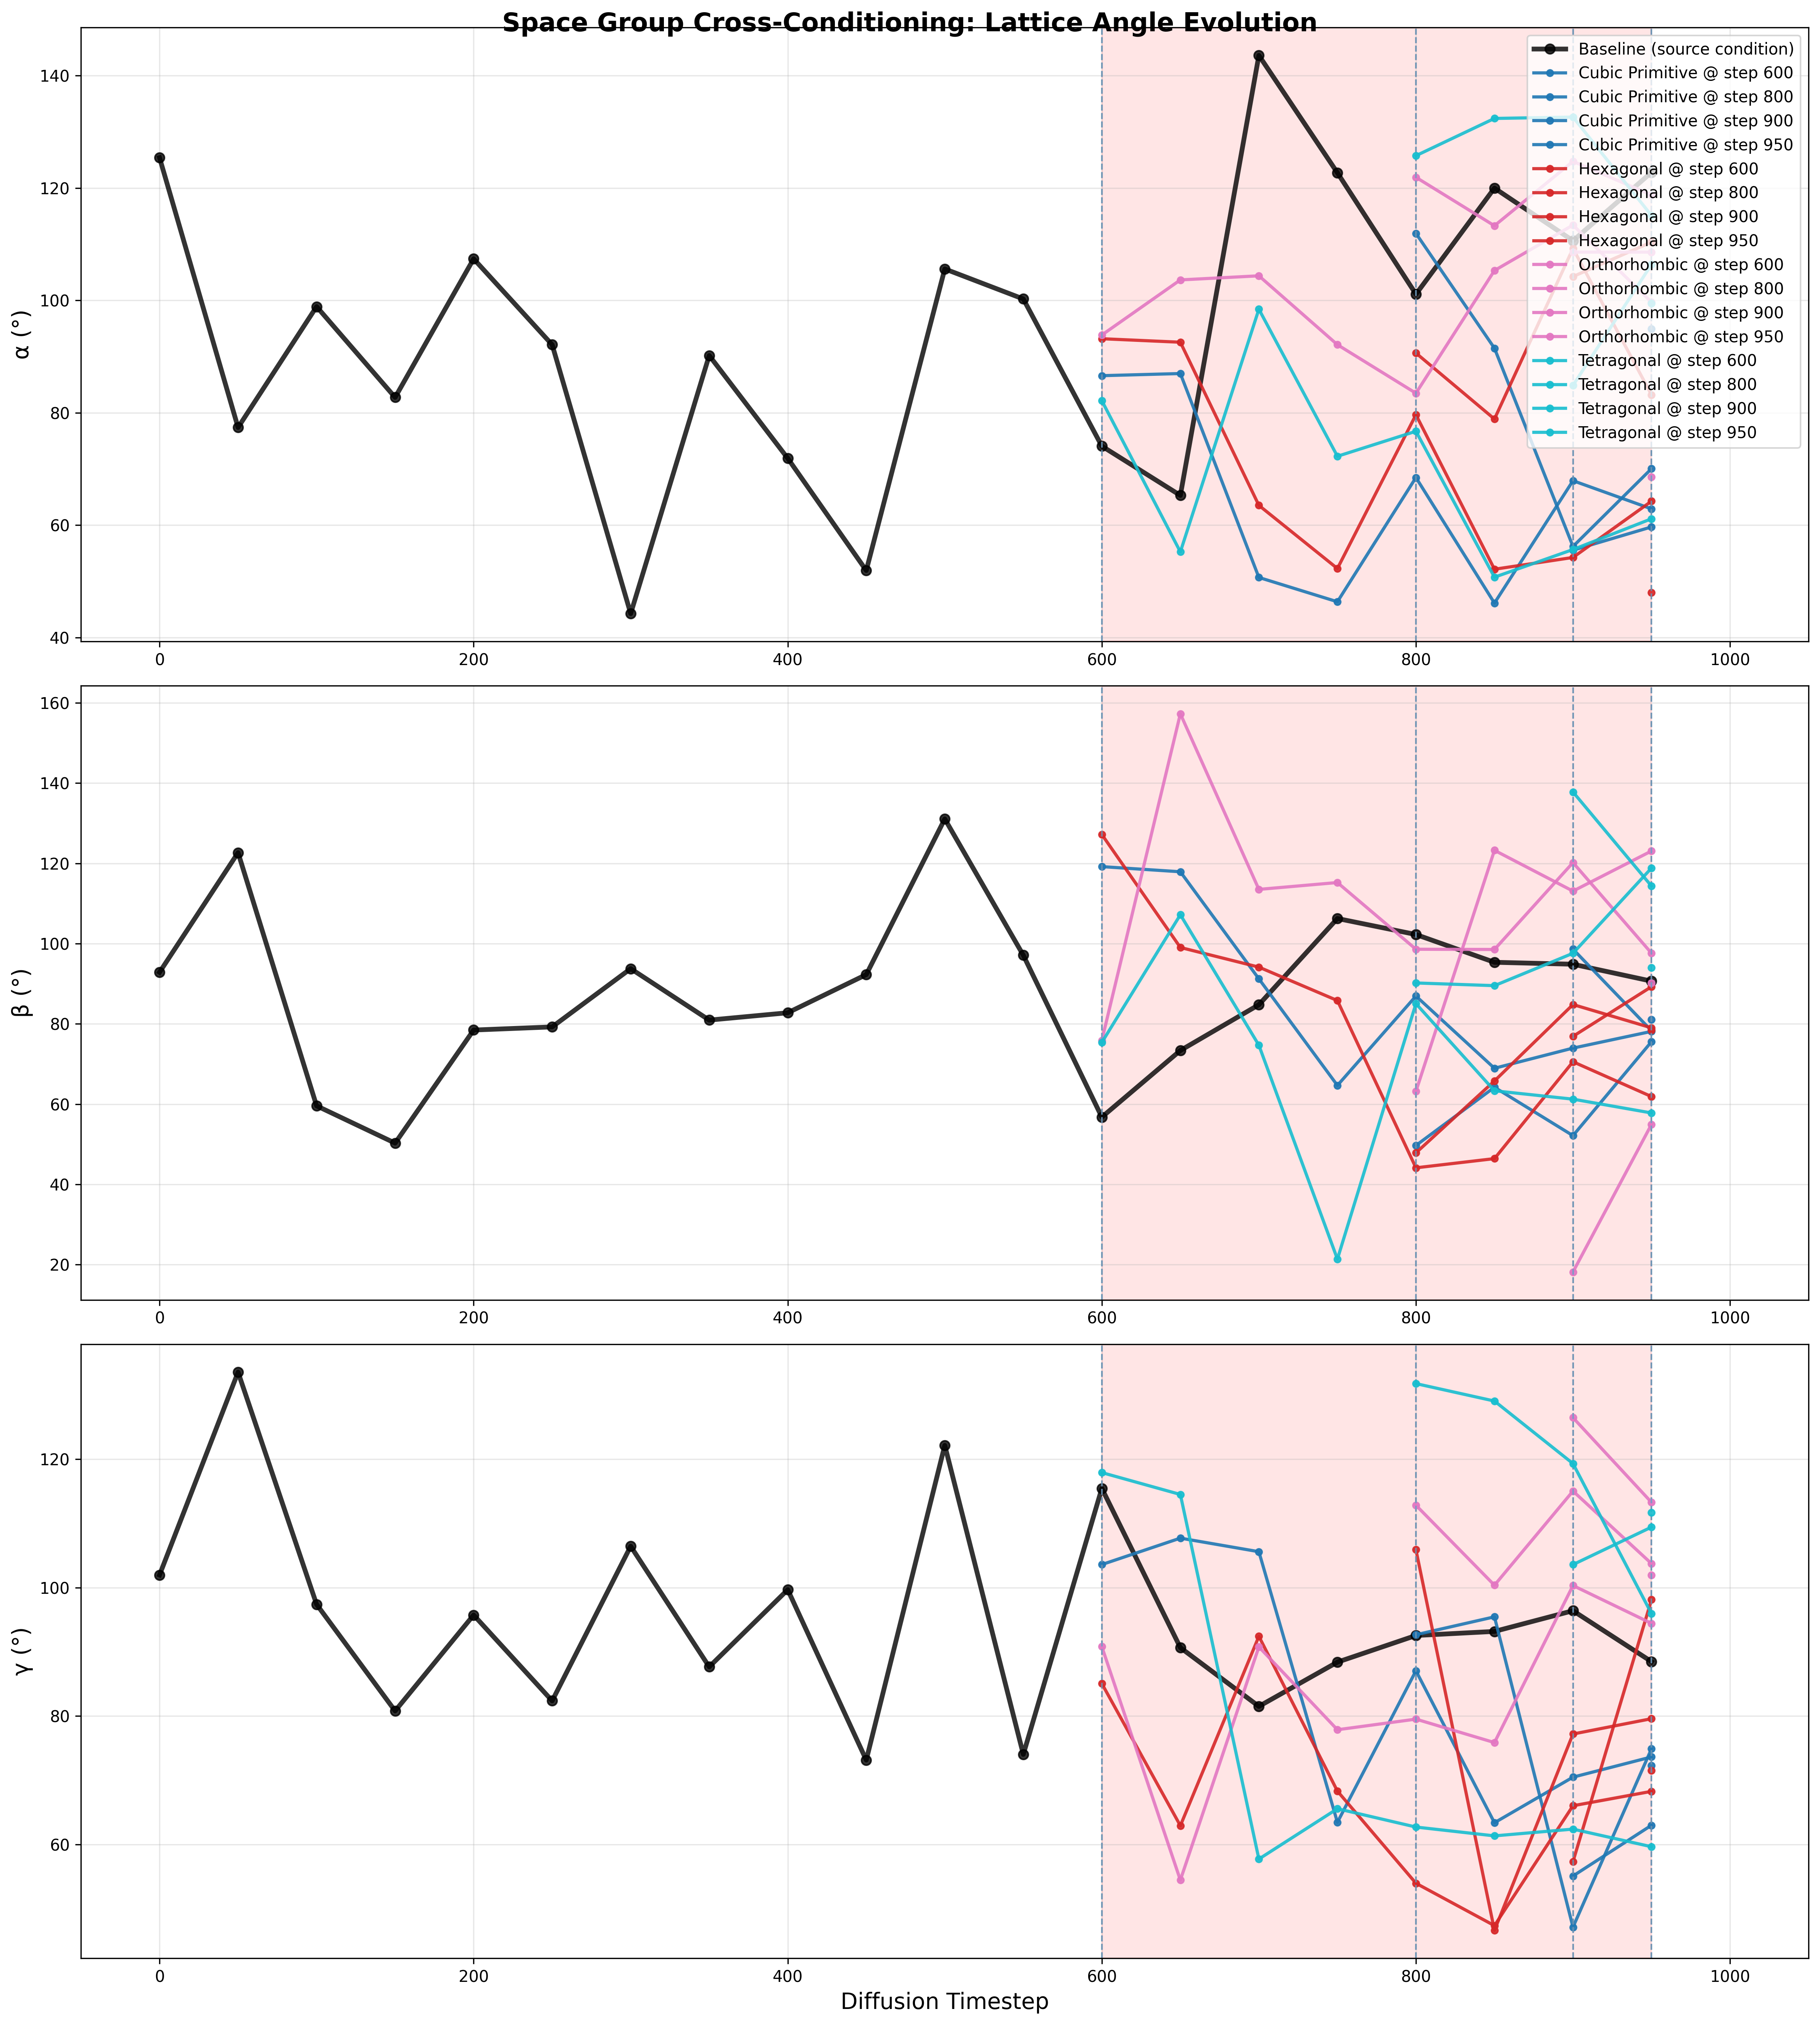 Space Group Cross-Conditioning: Lattice Angle Evolution
α (°)
140
120
100
80
60
40
0
200
400
600
800
1000
Baseline (source condition)
Cubic Primitive @ step 600
Cubic Primitive @ step 800
Cubic Primitive @ step 900
Cubic Primitive @ step 950
Hexagonal @ step 600
Hexagonal @ step 800
Hexagonal @ step 900
Hexagonal @ step 950
Orthorhombic @ step 600
Orthorhombic @ step 800
Orthorhombic @ step 900
Orthorhombic @ step 950
Tetragonal @ step 600
Tetragonal @ step 800
Tetragonal @ step 900
Tetragonal @ step 950
β (°)
160
140
120
100
80
60
40
20
0
200
400
600
800
1000
γ (°)
120
100
80
60
0
200
400
600
800
1000
Diffusion Timestep